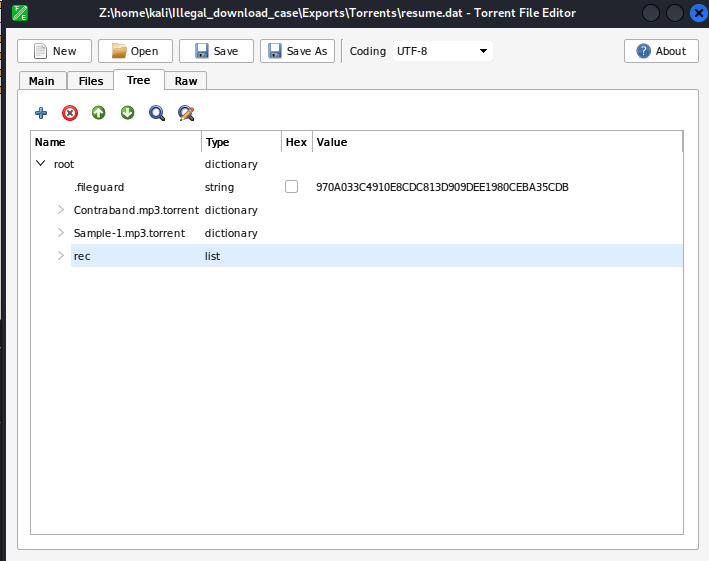 Z:\home\kali\Illegal_download_case\Exports\Torrents\resume.dat - Torrent File Editor
New Open Save Save As Coding UTF-8 About
Main Files Tree Raw
Name Type Hex Value
root dictionary
.fileguard string 970A033C4910E8CDC813D909DEE1980CEBA35CDB
Contraband.mp3.torrent dictionary
Sample-1.mp3.torrent dictionary
rec list